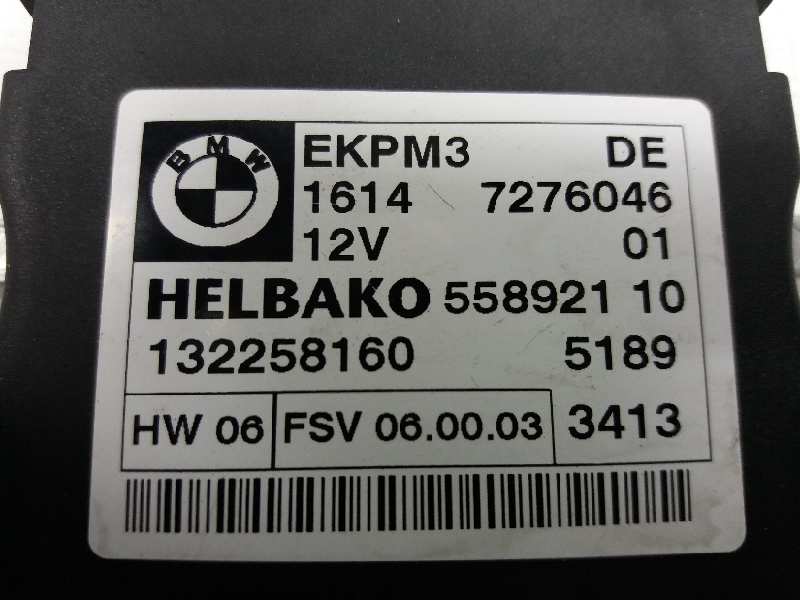 BMW
EKPM3 DE
1614 7276046
12V 01
HELBAKO 558921 10
132258160 5189
HW 06 FSV 06.00.03 3413